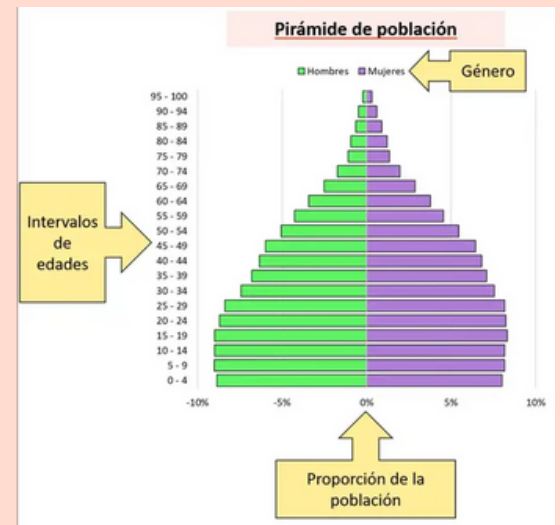 Pirámide de población
Hombres Mujeres
Género
95 - 100
90 - 94
85 - 89
80 - 84
75 - 79
70 - 74
65 - 69
60 - 64
55 - 59
50 - 54
45 - 49
40 - 44
35 - 39
30 - 34
25 - 29
20 - 24
15 - 19
10 - 14
5 - 9
0 - 4
Intervalos
de
edades
-10% -5% 0% 5% 10%
Proporción de la
población